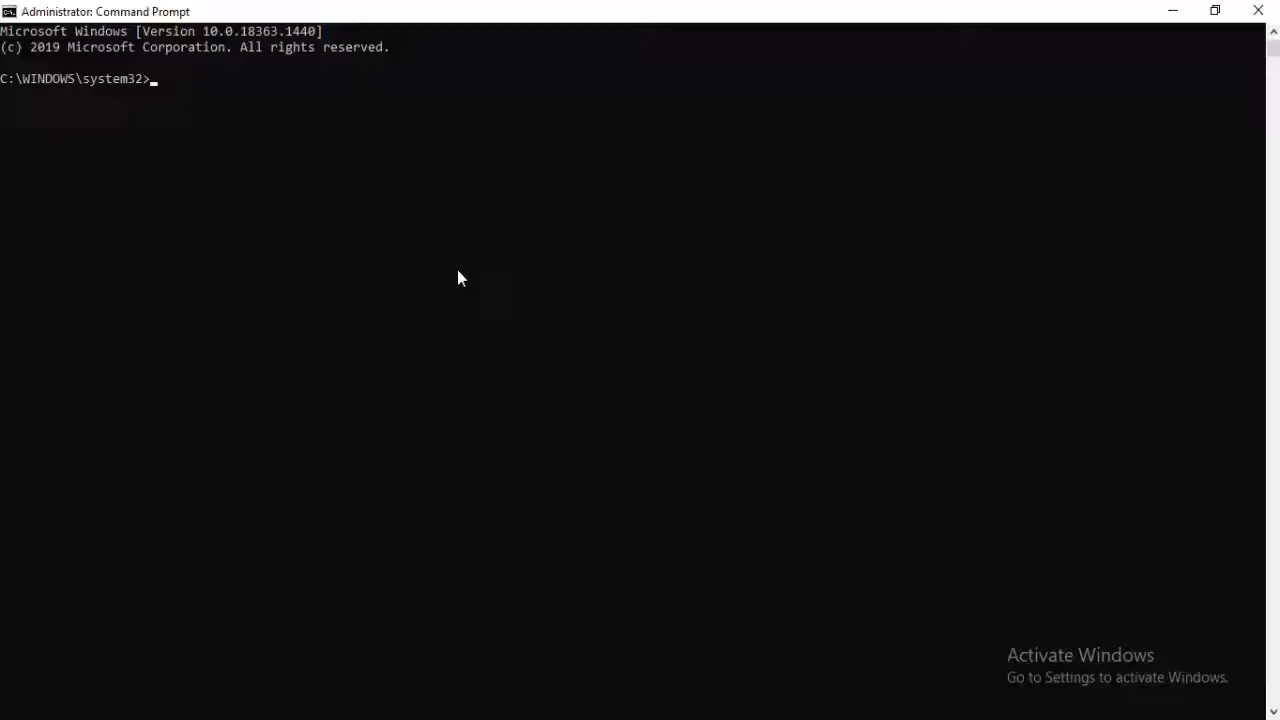 Administrator: Command Prompt
Microsoft Windows [Version 10.0.18363.1440]
(c) 2019 Microsoft Corporation. All rights reserved.
C:\WINDOWS\system32>
Activate Windows
Go to Settings to activate Windows.